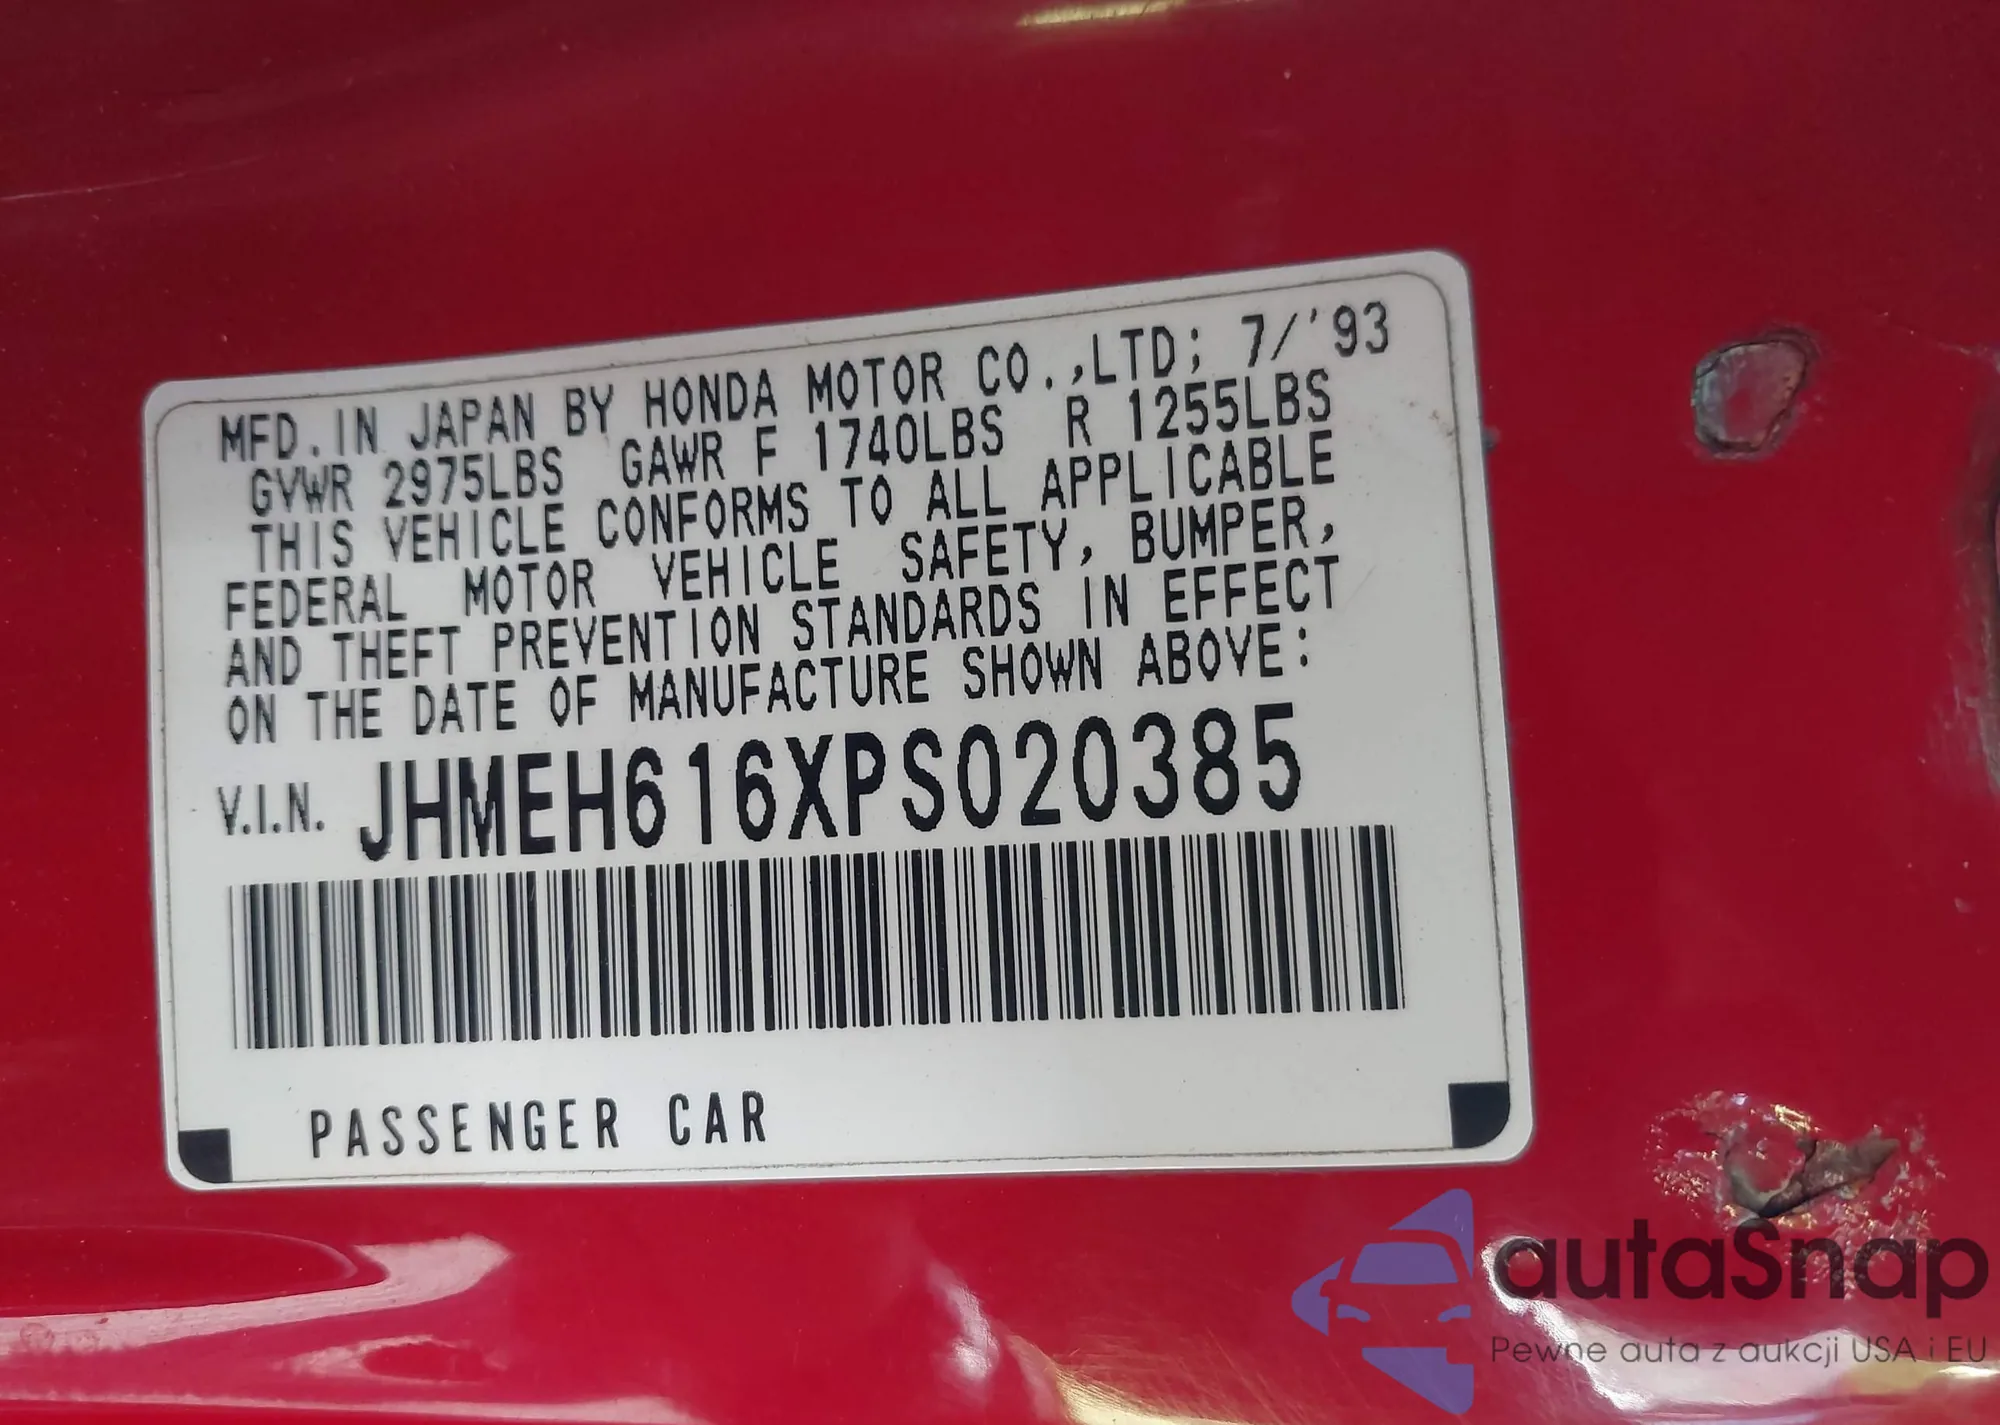 MFD. IN JAPAN BY HONDA MOTOR CO.,LTD; 7/'93
GVWR 2975LBS GAWR F 1740LBS R 1255LBS
THIS VEHICLE CONFORMS TO ALL APPLICABLE
FEDERAL MOTOR VEHICLE SAFETY, BUMPER,
AND THEFT PREVENTION STANDARDS IN EFFECT
ON THE DATE OF MANUFACTURE SHOWN ABOVE:
V.I.N. JHMEH616XPS020385
PASSENGER CAR
autaSnap
Pewne auta z aukcji USA i EU